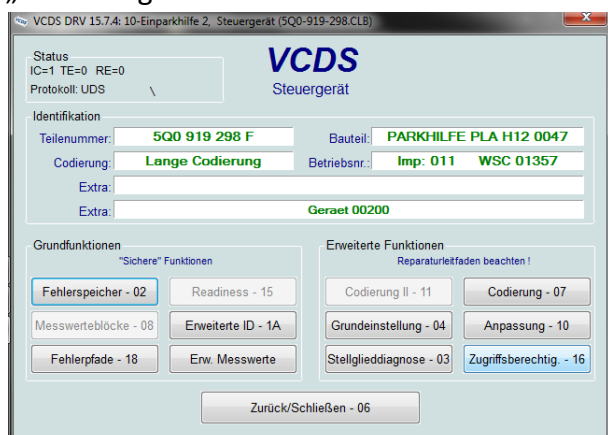 VCDS DRV 15.7.4: 10-Einparkhilfe 2, Steuergerät (5Q0-919-298.CLB)
Status
IC=1 TE=0 RE=0
Protokoll: UDS \
VCDS
Steuergerät
Identifikation
Teilenummer: 5Q0 919 298 F Bauteil: PARKHILFE PLA H12 0047
Codierung: Lange Codierung Betriebsnr.: Imp: 011 WSC 01357
Extra:
Extra: Geraet 00200
Grundfunktionen
"Sichere" Funktionen
Fehlerspeicher - 02 Readiness - 15
Messwerteblöcke - 08 Erweiterte ID - 1A
Fehlerpfade - 18 Erw. Messwerte
Erweiterte Funktionen
Reparaturleitfaden beachten !
Codierung II - 11 Codierung - 07
Grundeinstellung - 04 Anpassung - 10
Stellglieddiagnose - 03 Zugriffsberechtig. - 16
Zurück/Schließen - 06